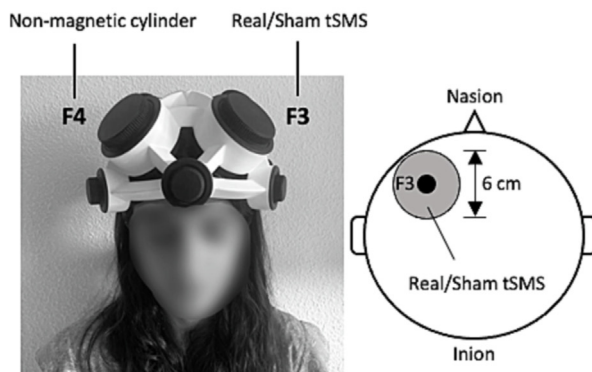 Non-magnetic cylinder
Real/Sham tSMS
F4
F3
Nasion
F3
6 cm
Real/Sham tSMS
Inion